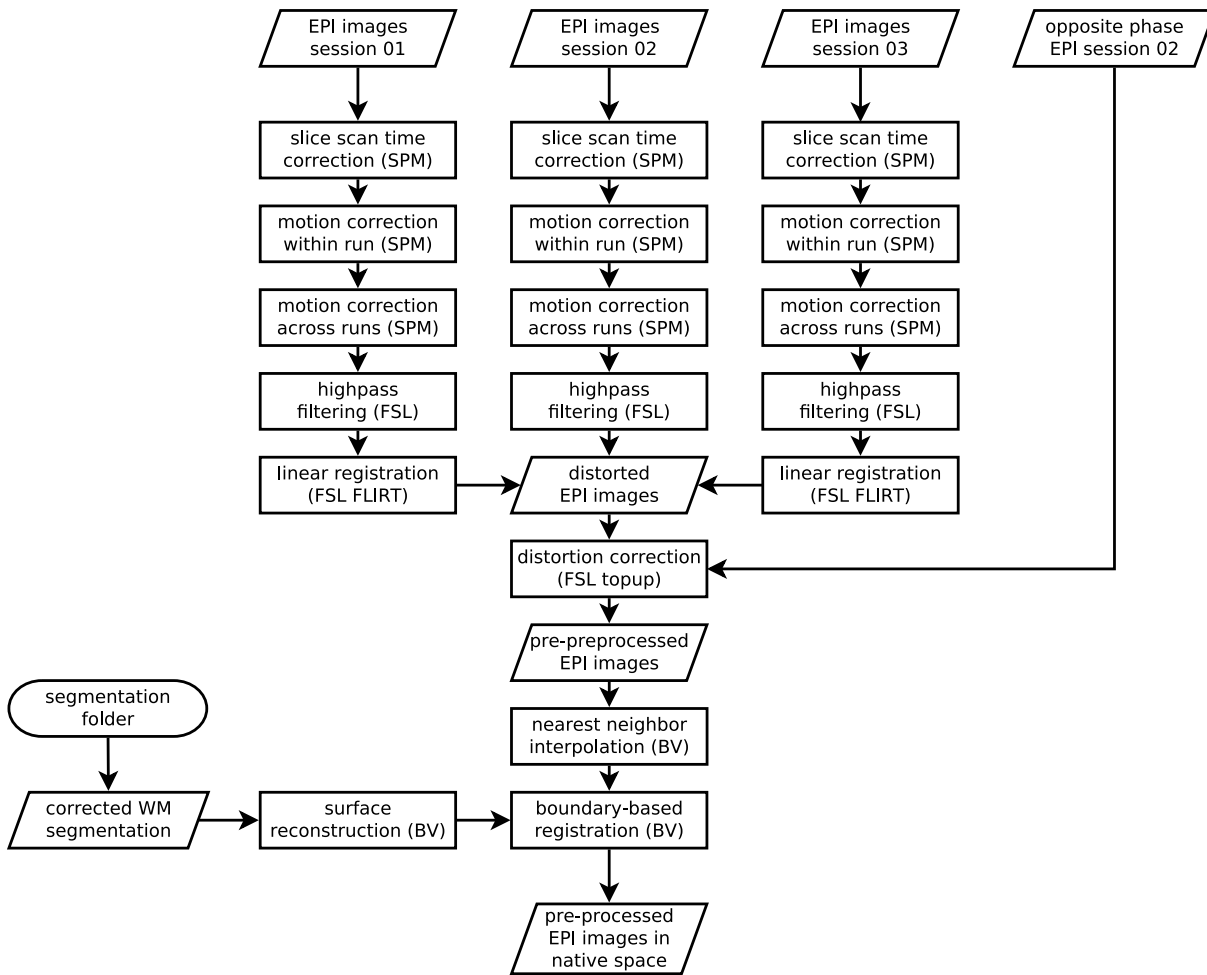 EPI images
session 01
EPI images
session 02
EPI images
session 03
opposite phase
EPI session 02
slice scan time
correction (SPM)
slice scan time
correction (SPM)
slice scan time
correction (SPM)
motion correction
within run (SPM)
motion correction
within run (SPM)
motion correction
within run (SPM)
motion correction
across runs (SPM)
motion correction
across runs (SPM)
motion correction
across runs (SPM)
highpass
filtering (FSL)
highpass
filtering (FSL)
highpass
filtering (FSL)
linear registration
(FSL FLIRT)
distorted
EPI images
linear registration
(FSL FLIRT)
distortion correction
(FSL topup)
pre-preprocessed
EPI images
segmentation
folder
nearest neighbor
interpolation (BV)
corrected WM
segmentation
surface
reconstruction (BV)
boundary-based
registration (BV)
pre-processed
EPI images in
native space